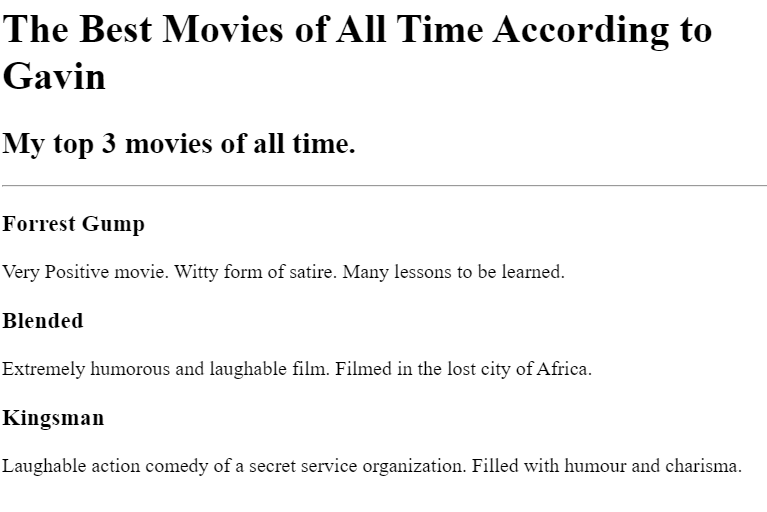 The Best Movies of All Time According to
Gavin
My top 3 movies of all time.
Forrest Gump
Very Positive movie. Witty form of satire. Many lessons to be learned.
Blended
Extremely humorous and laughable film. Filmed in the lost city of Africa.
Kingsman
Laughable action comedy of a secret service organization. Filled with humour and charisma.